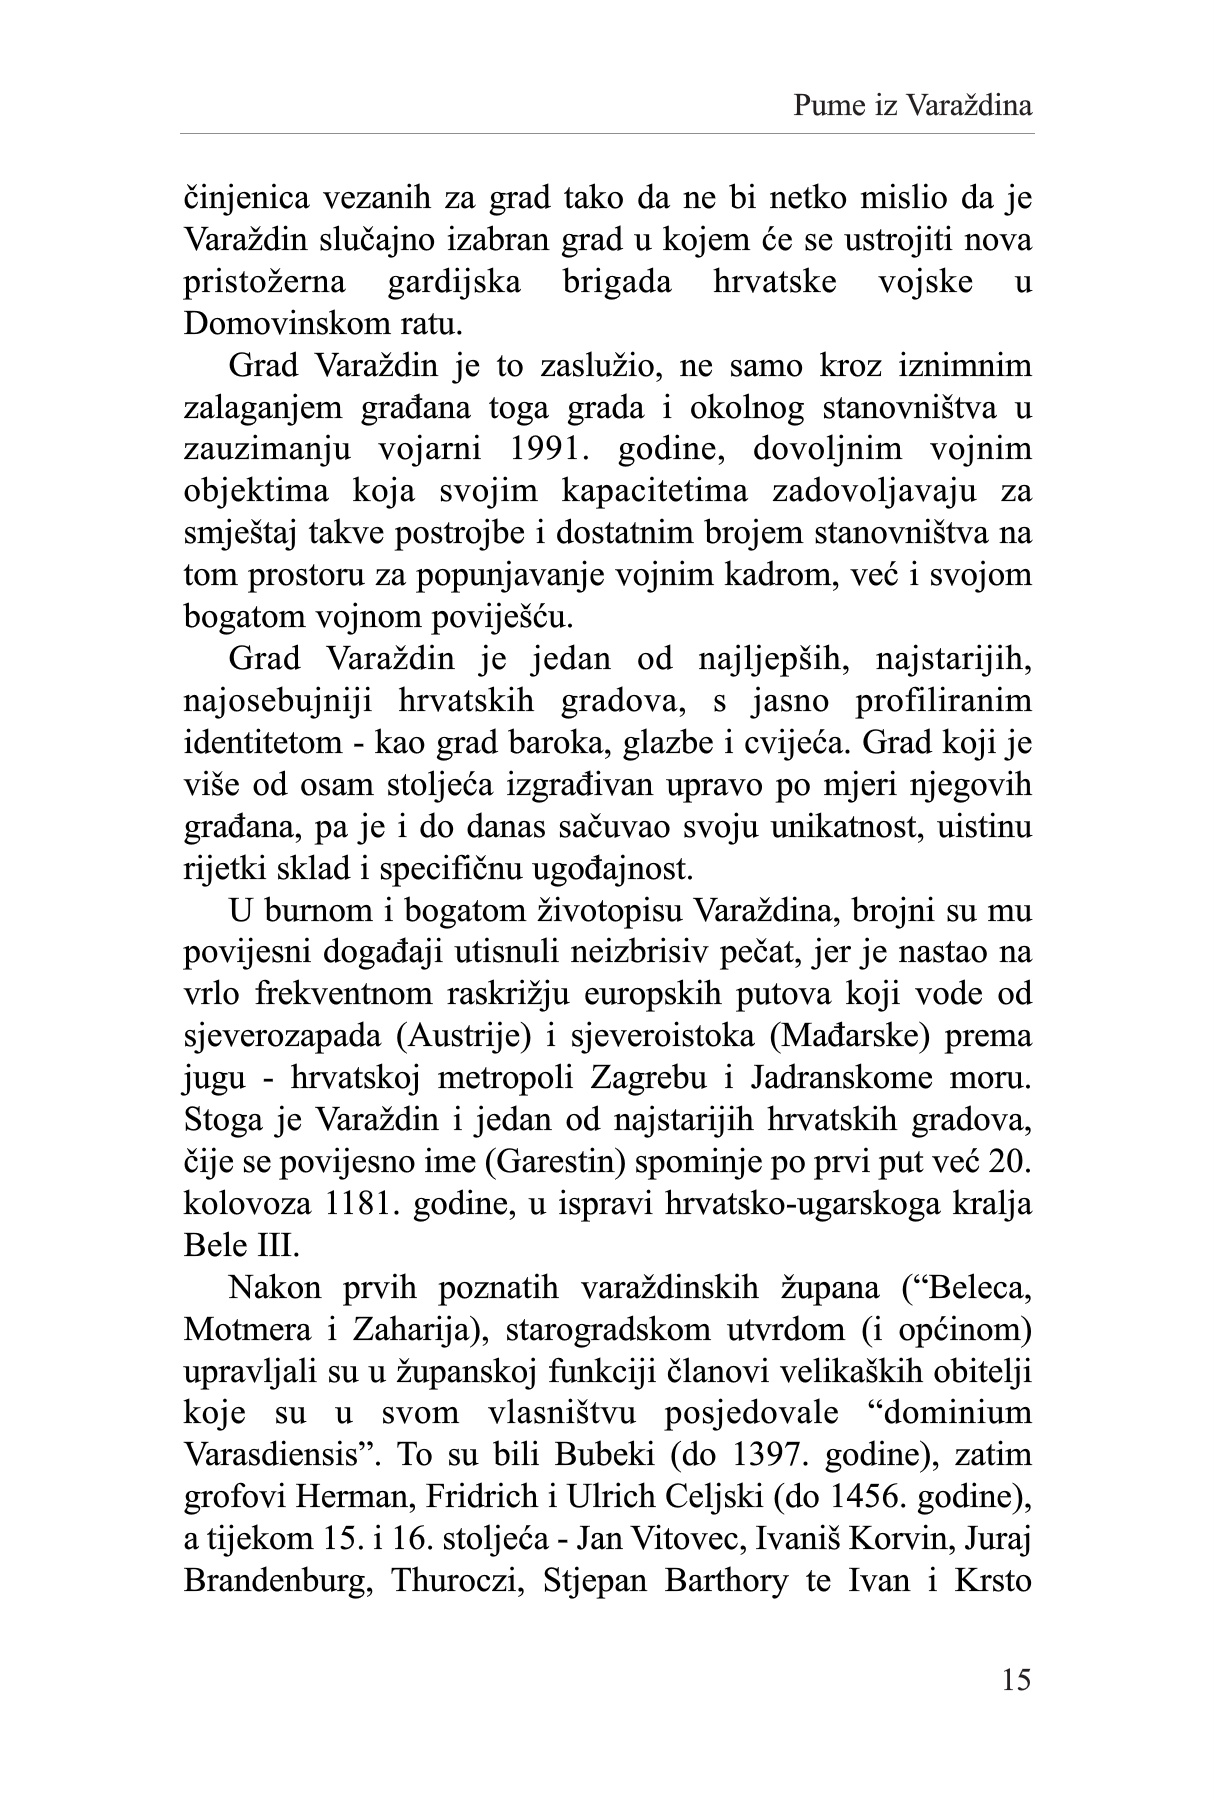 Pume iz Varaždina
činjenica vezanih za grad tako da ne bi netko mislio da je
Varaždin slučajno izabran grad u kojem će se ustrojiti nova
pristožerna gardijska brigada hrvatske vojske u
Domovinskom ratu.
Grad Varaždin je to zaslužio, ne samo kroz iznimnim
zalaganjem građana toga grada i okolnog stanovništva u
zauzimanju vojarni 1991. godine, dovoljnim vojnim
objektima koja svojim kapacitetima zadovoljavaju za
smještaj takve postrojbe i dostatnim brojem stanovništva na
tom prostoru za popunjavanje vojnim kadrom, već i svojom
bogatom vojnom poviješću.
Grad Varaždin je jedan od najljepših, najstarijih,
najosebujniji hrvatskih gradova, s jasno profiliranim
identitetom - kao grad baroka, glazbe i cvijeća. Grad koji je
više od osam stoljeća izgrađivan upravo po mjeri njegovih
građana, pa je i do danas sačuvao svoju unikatnost, uistinu
rijetki sklad i specifičnu ugođajnost.
U burnom i bogatom životopisu Varaždina, brojni su mu
povijesni događaji utisnuli neizbrisiv pečat, jer je nastao na
vrlo frekventnom raskrižju europskih putova koji vode od
sjeverozapada (Austrije) i sjeveroistoka (Mađarske) prema
jugu - hrvatskoj metropoli Zagrebu i Jadranskome moru.
Stoga je Varaždin i jedan od najstarijih hrvatskih gradova,
čije se povijesno ime (Garestin) spominje po prvi put već 20.
kolovoza 1181. godine, u ispravi hrvatsko-ugarskoga kralja
Bele III.
Nakon prvih poznatih varaždinskih župana (“Beleca,
Motmera i Zaharija), starogradskom utvrdom (i općinom)
upravljali su u županskoj funkciji članovi velikaških obitelji
koje su u svom vlasništvu posjedovale “dominium
Varasdiensis”. To su bili Bubeki (do 1397. godine), zatim
grofovi Herman, Fridrich i Ulrich Celjski (do 1456. godine),
a tijekom 15. i 16. stoljeća - Jan Vitovec, Ivaniš Korvin, Juraj
Brandenburg, Thuroczi, Stjepan Barthory te Ivan i Krsto
15